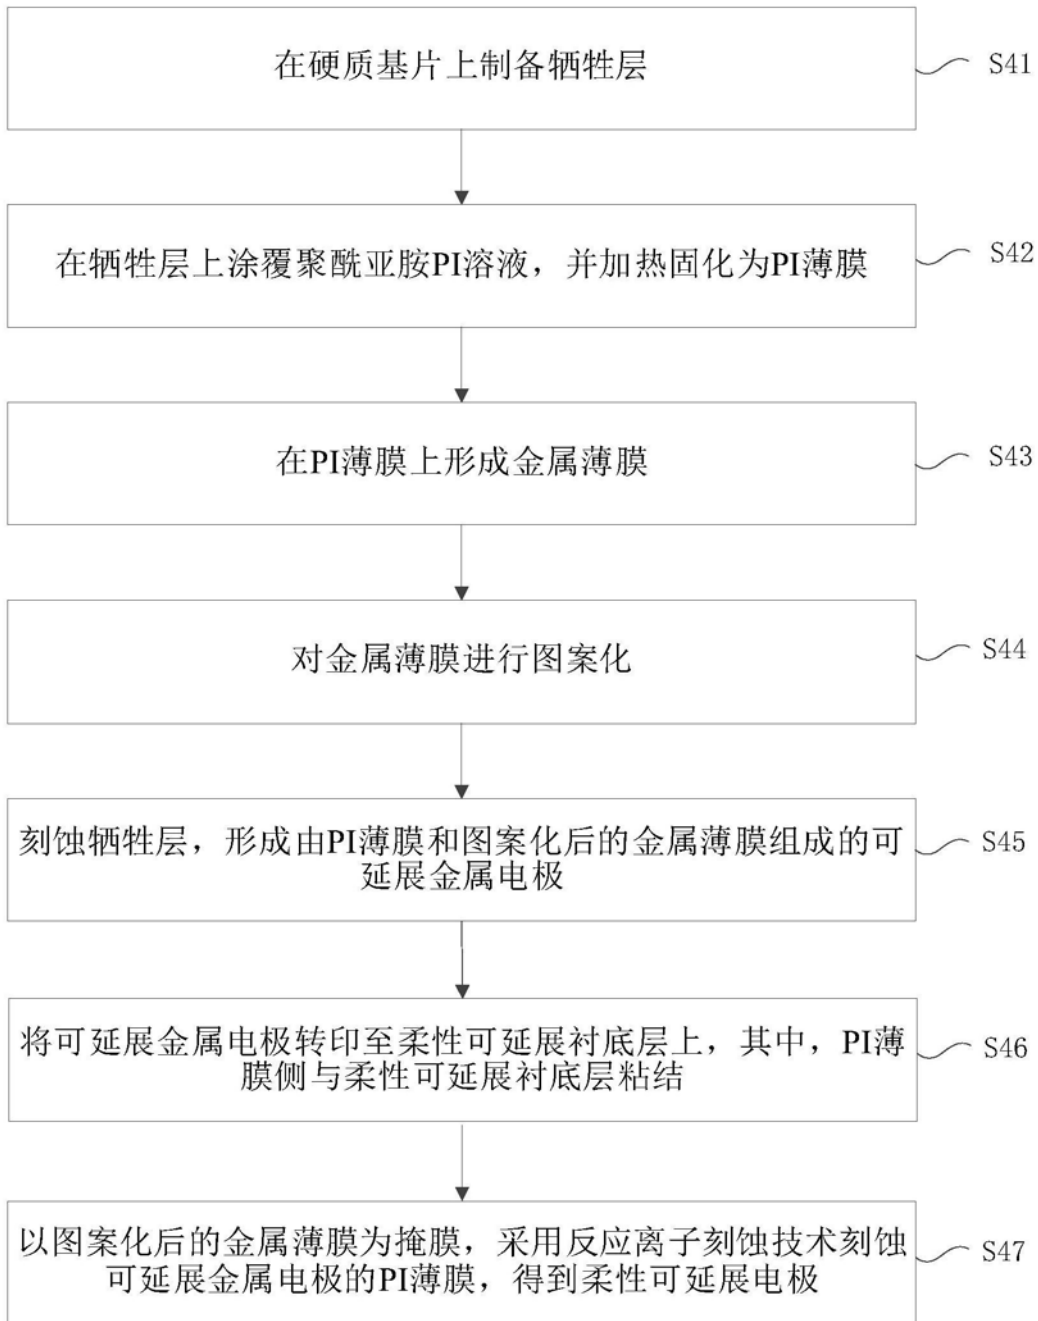 在硬质基片上制备牺牲层
S41
在牺牲层上涂覆聚酰亚胺PI溶液，并加热固化为PI薄膜
S42
在PI薄膜上形成金属薄膜
S43
对金属薄膜进行图案化
S44
刻蚀牺牲层，形成由PI薄膜和图案化后的金属薄膜组成的可
延展金属电极
S45
将可延展金属电极转印至柔性可延展衬底层上，其中，PI薄
膜侧与柔性可延展衬底层粘结
S46
以图案化后的金属薄膜为掩膜，采用反应离子刻蚀技术刻蚀
可延展金属电极的PI薄膜，得到柔性可延展电极
S47